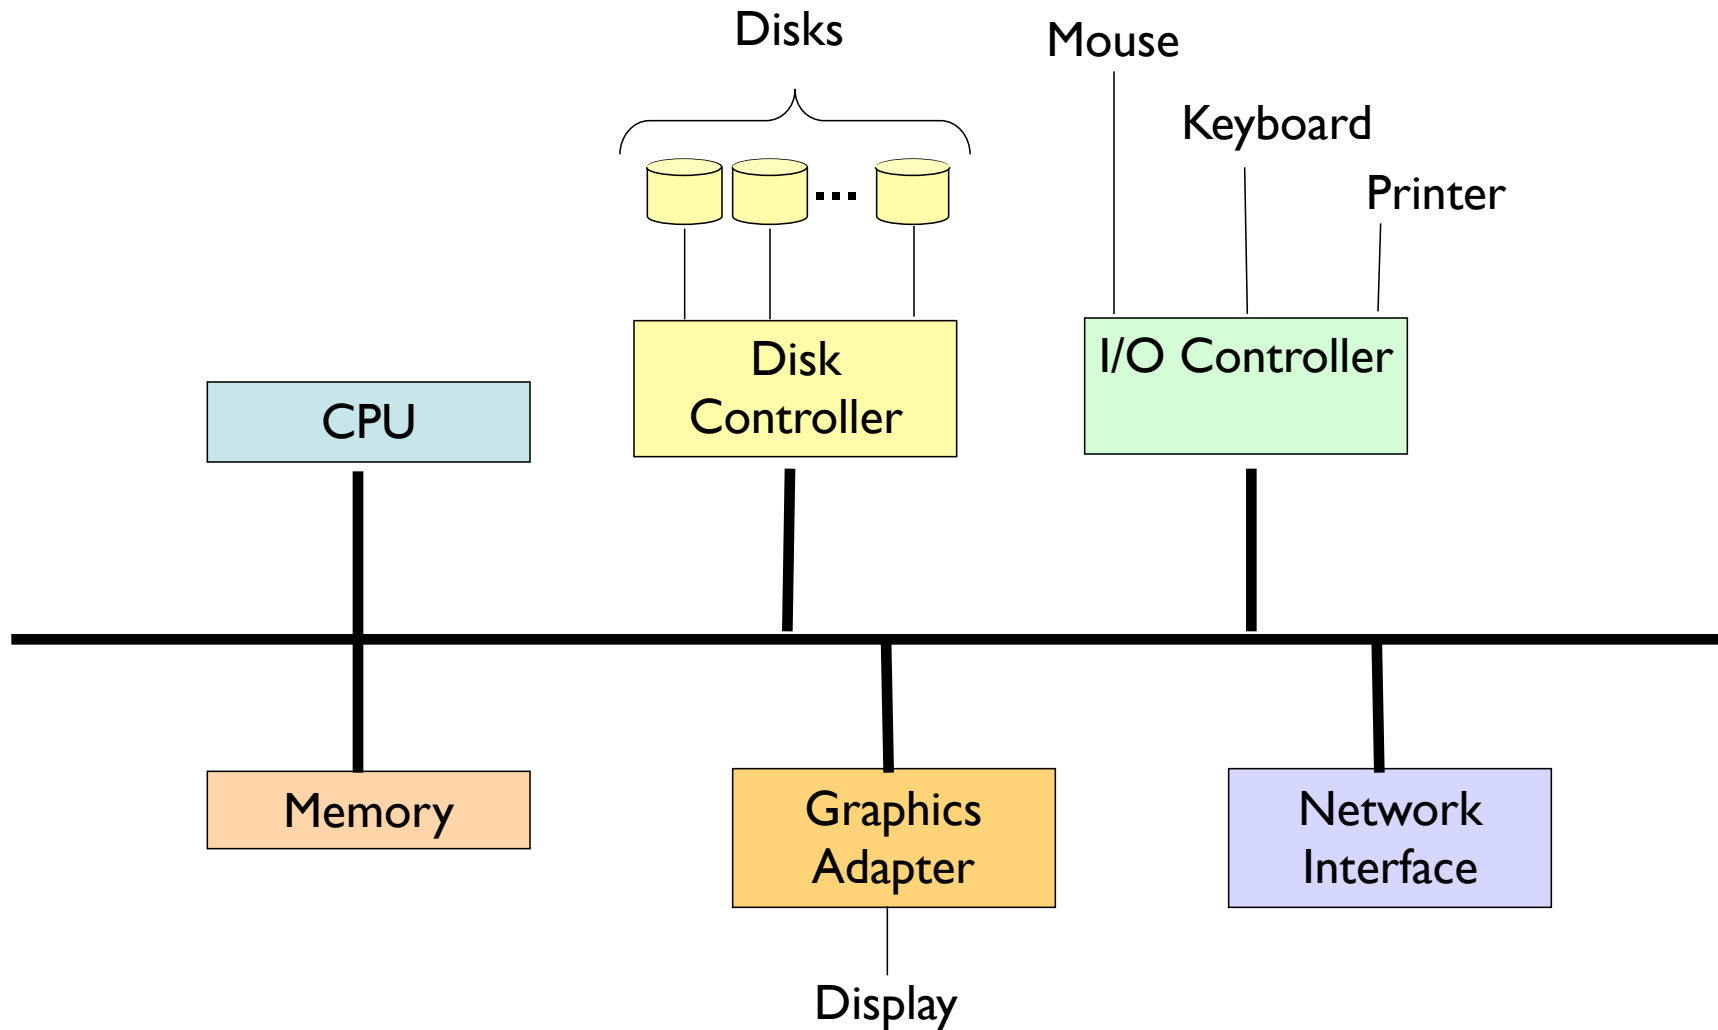 Disks
Mouse
Keyboard
Printer
Disk
Controller
I/O Controller
CPU
Memory
Graphics
Adapter
Network
Interface
Display